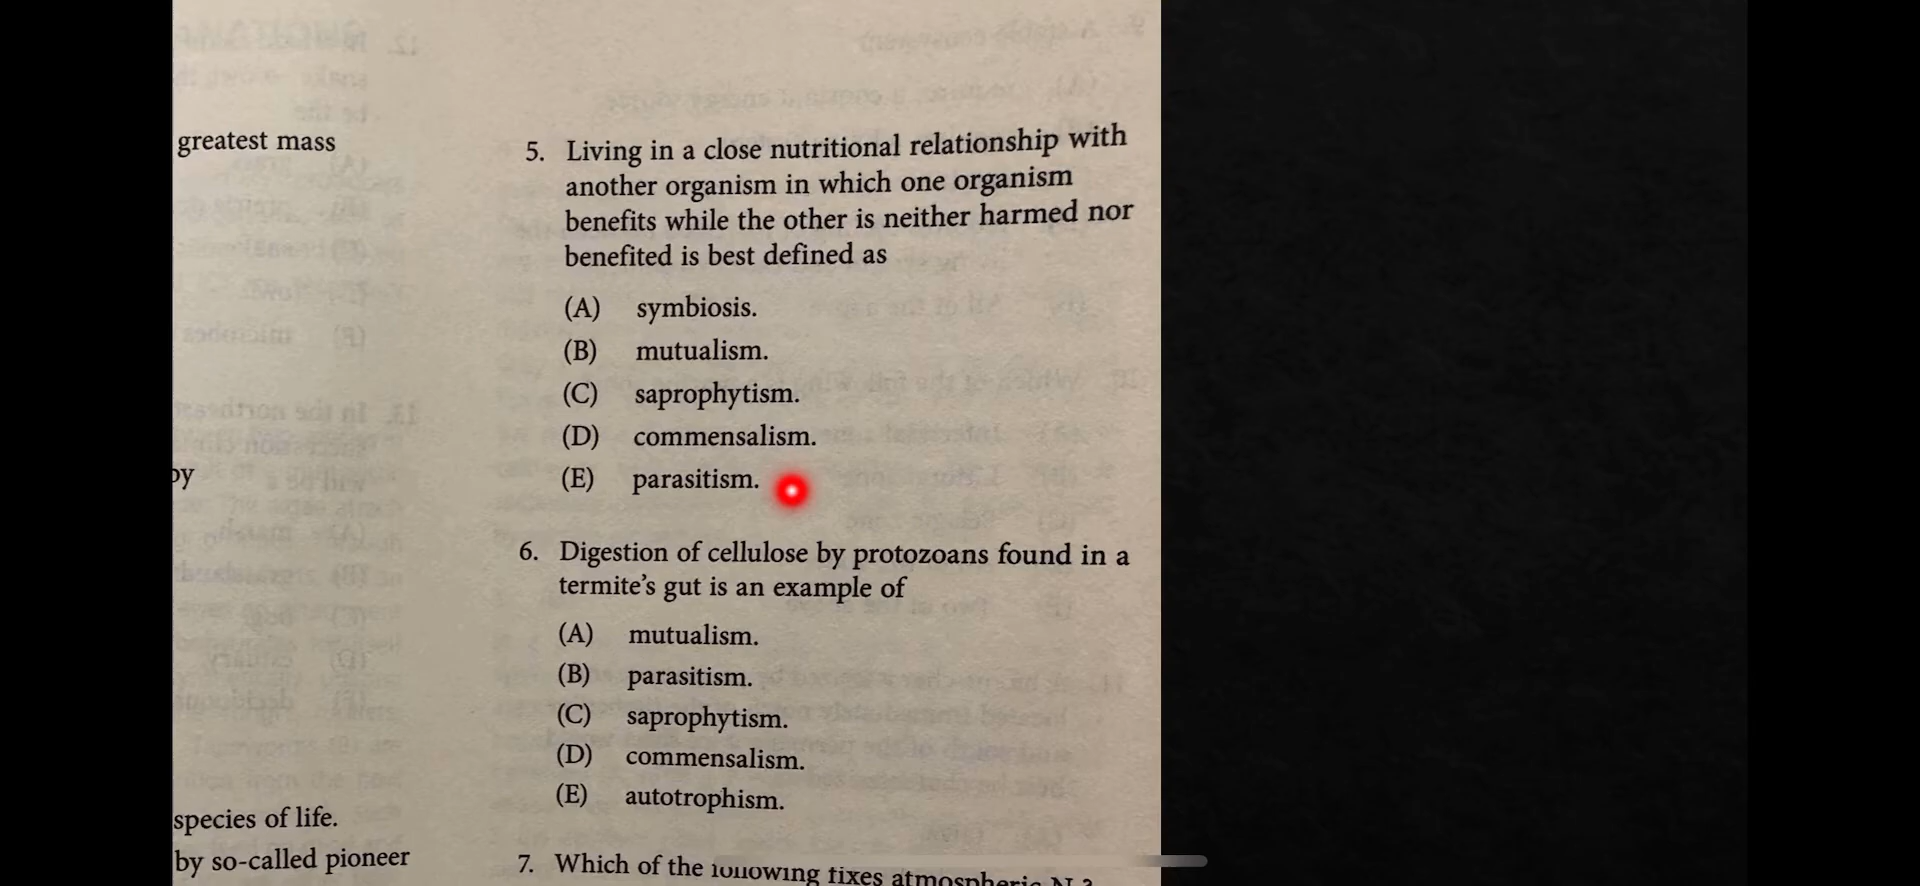 greatest mass
by
species of life.
by so-called pioneer
5. Living in a close nutritional relationship with
another organism in which one organism
benefits while the other is neither harmed nor
benefited is best defined as
(A) symbiosis.
(B) mutualism.
(C) saprophytism.
(D) commensalism.
(E) parasitism.
6. Digestion of cellulose by protozoans found in a
termite's gut is an example of
(A) mutualism.
(B) parasitism.
(C) saprophytism.
(D) commensalism.
(E) autotrophism.
7. Which of the following fixes atmospheric N ?